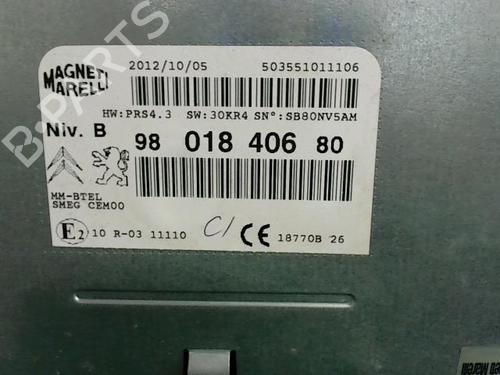 MAGNETI
MARELLI
2012/10/05
503551011106
HW:PRS4.3 SW:30KR4 SN°:SB80NV5AM
Niv. B
98 018 406 80
MM-BTEL
SMEG CEM00
E2 10 R-03 11110
C1
CE
18770B 26
B-PARTS
Marelli